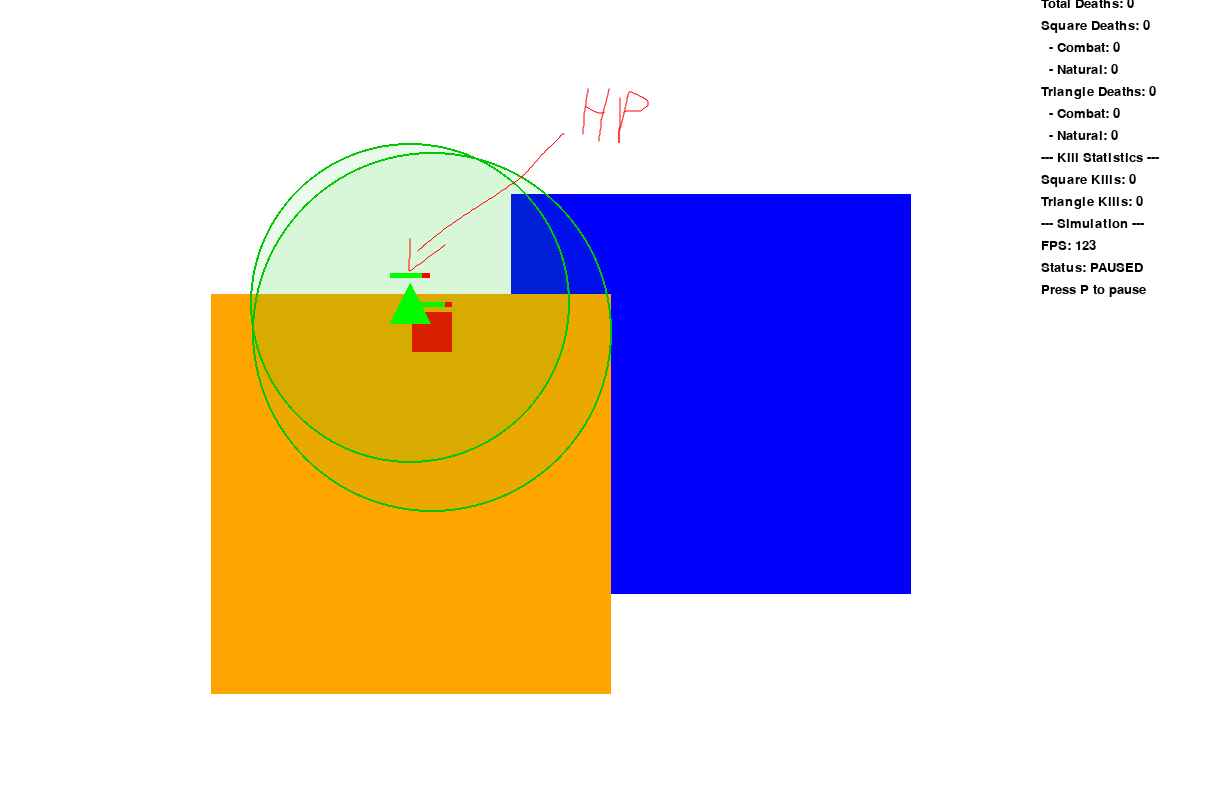 Total Deaths: 0
Square Deaths: 0
- Combat: 0
- Natural: 0
Triangle Deaths: 0
- Combat: 0
- Natural: 0
--- Kill Statistics ---
Square Kills: 0
Triangle Kills: 0
--- Simulation ---
FPS: 123
Status: PAUSED
Press P to pause
HP